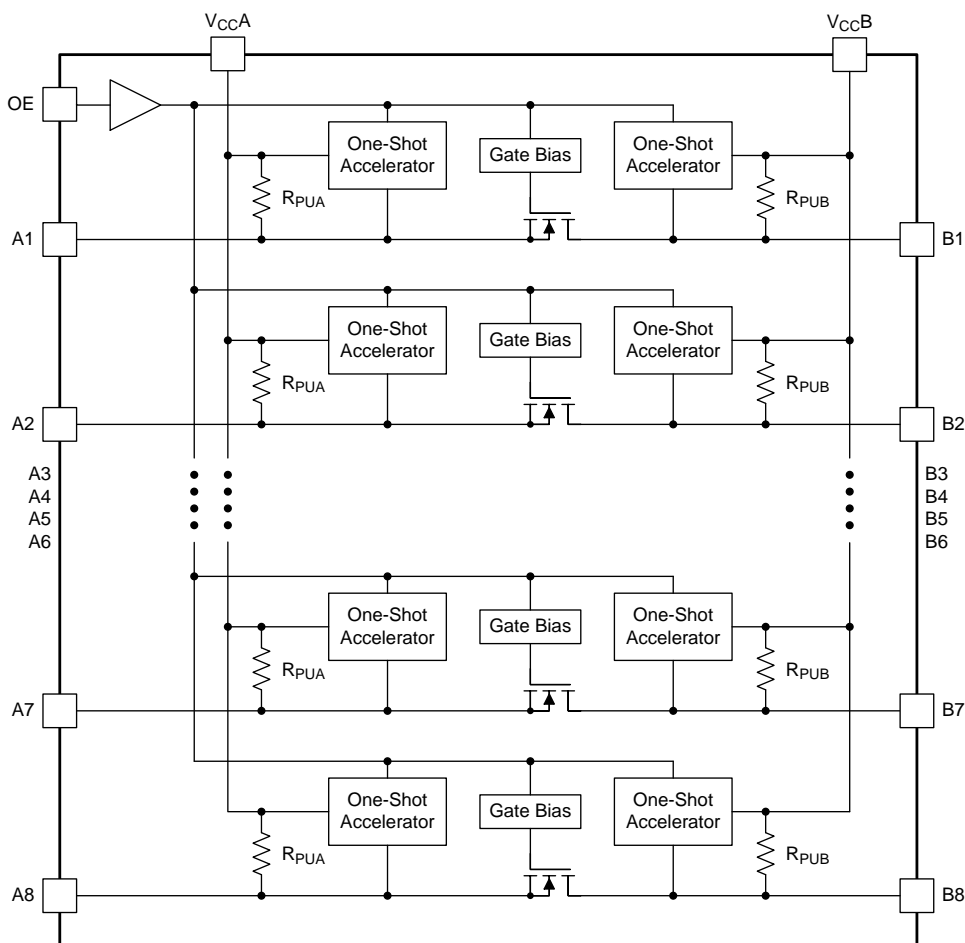 VCCA
VCCB
OE
One-Shot
Accelerator
Gate Bias
One-Shot
Accelerator
RPUA
RPUB
A1
B1
One-Shot
Accelerator
Gate Bias
One-Shot
Accelerator
RPUA
RPUB
A2
B2
A3
A4
A5
A6
B3
B4
B5
B6
One-Shot
Accelerator
Gate Bias
One-Shot
Accelerator
RPUA
RPUB
A7
B7
One-Shot
Accelerator
Gate Bias
One-Shot
Accelerator
RPUA
RPUB
A8
B8